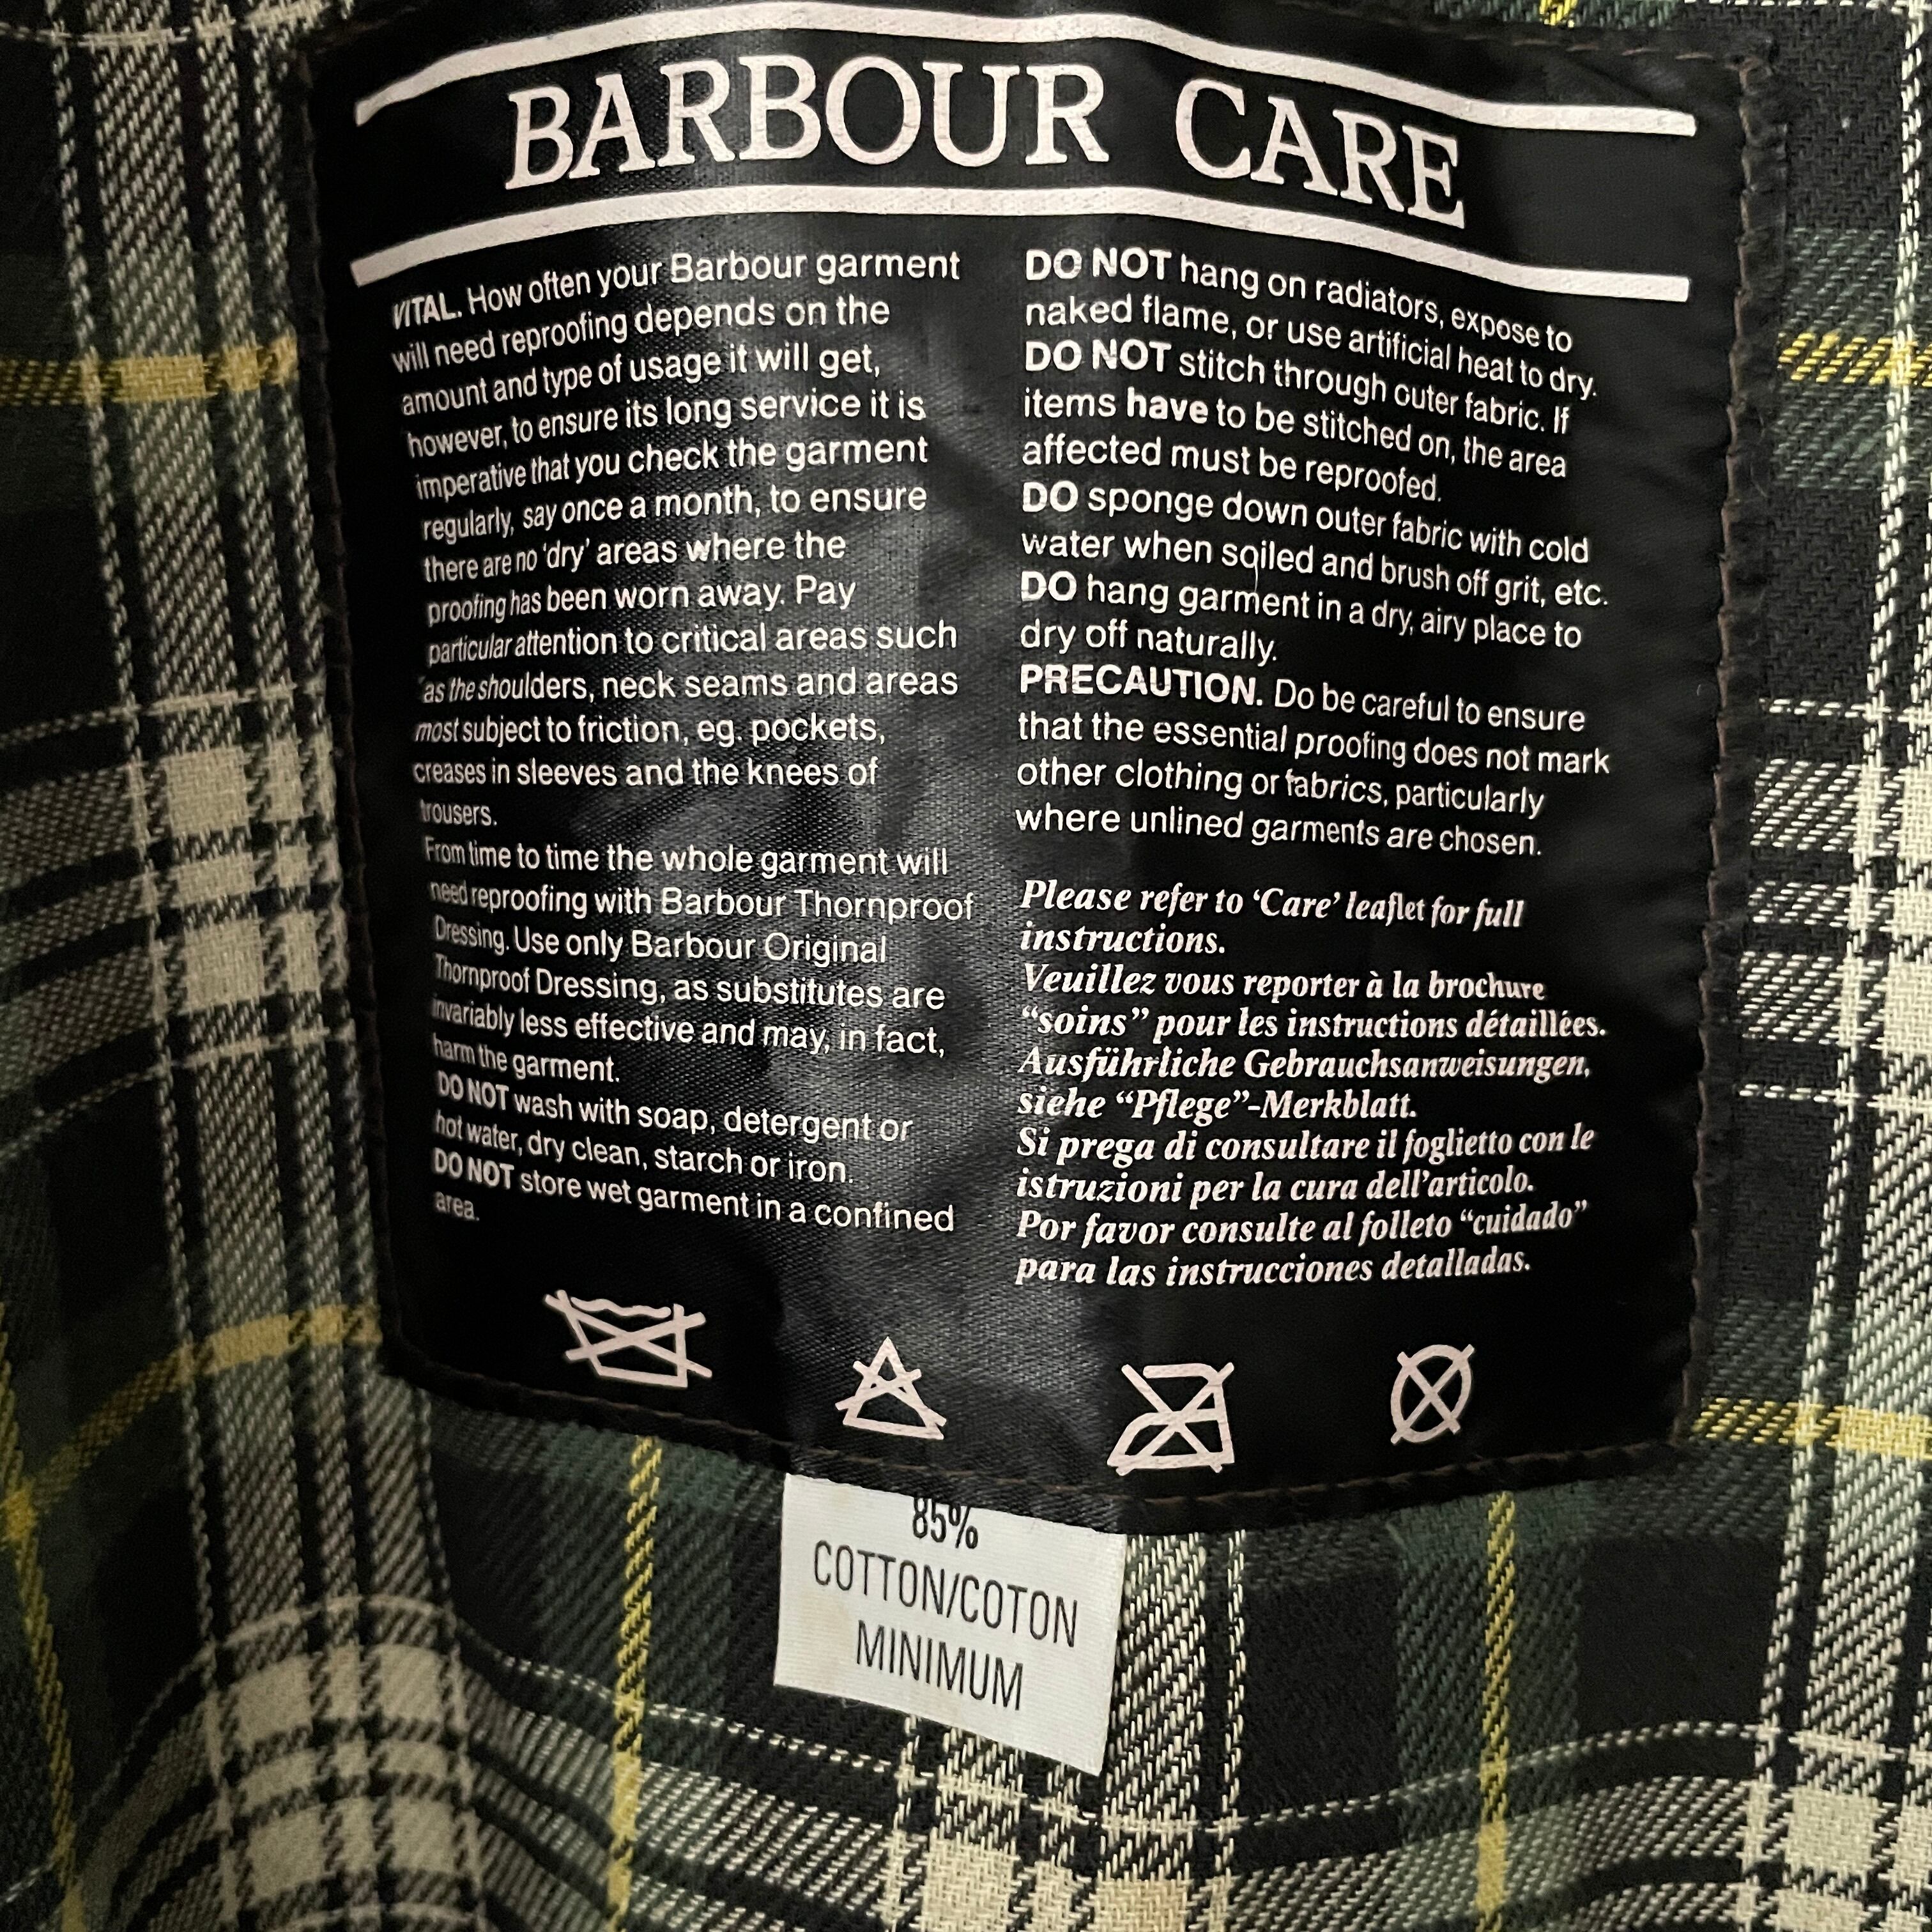 BARBOUR CARE
VITAL. How often your Barbour garment
will need reproofing depends on the
amount and type of usage it will get,
however, to ensure its long service it is
imperative that you check the garment
regularly, say once a month, to ensure
there are no 'dry' areas where the
proofing has been worn away. Pay
particular attention to critical areas such
as the shoulders, neck seams and areas
most subject to friction, eg. pockets,
creases in sleeves and the knees of
trousers.
From time to time the whole garment will
need reproofing with Barbour Thornproof
Dressing. Use only Barbour Original
Thornproof Dressing, as substitutes are
invariably less effective and may, in fact,
harm the garment.
DO NOT wash with soap, detergent or
hot water, dry clean, starch or iron.
DO NOT store wet garment in a confined
area.
DO NOT hang on radiators, expose to
naked flame, or use artificial heat to dry.
DO NOT stitch through outer fabric. If
items have to be stitched on, the area
affected must be reproofed.
DO sponge down outer fabric with cold
water when soiled and brush off grit, etc.
DO hang garment in a dry, airy place to
dry off naturally.
PRECAUTION. Do be careful to ensure
that the essential proofing does not mark
other clothing or fabrics, particularly
where unlined garments are chosen.
Please refer to 'Care' leaflet for full
instructions.
Veuillez vous reporter à la brochure
"soins" pour les instructions détaillées.
Ausführliche Gebrauchsanweisungen,
siehe "Pflege"-Merkblatt.
Si prega di consultare il foglietto con le
istruzioni per la cura dell'articolo.
Por favor consulte al folleto "cuidado"
para las instrucciones detalladas.
85%
COTTON/COTON
MINIMUM